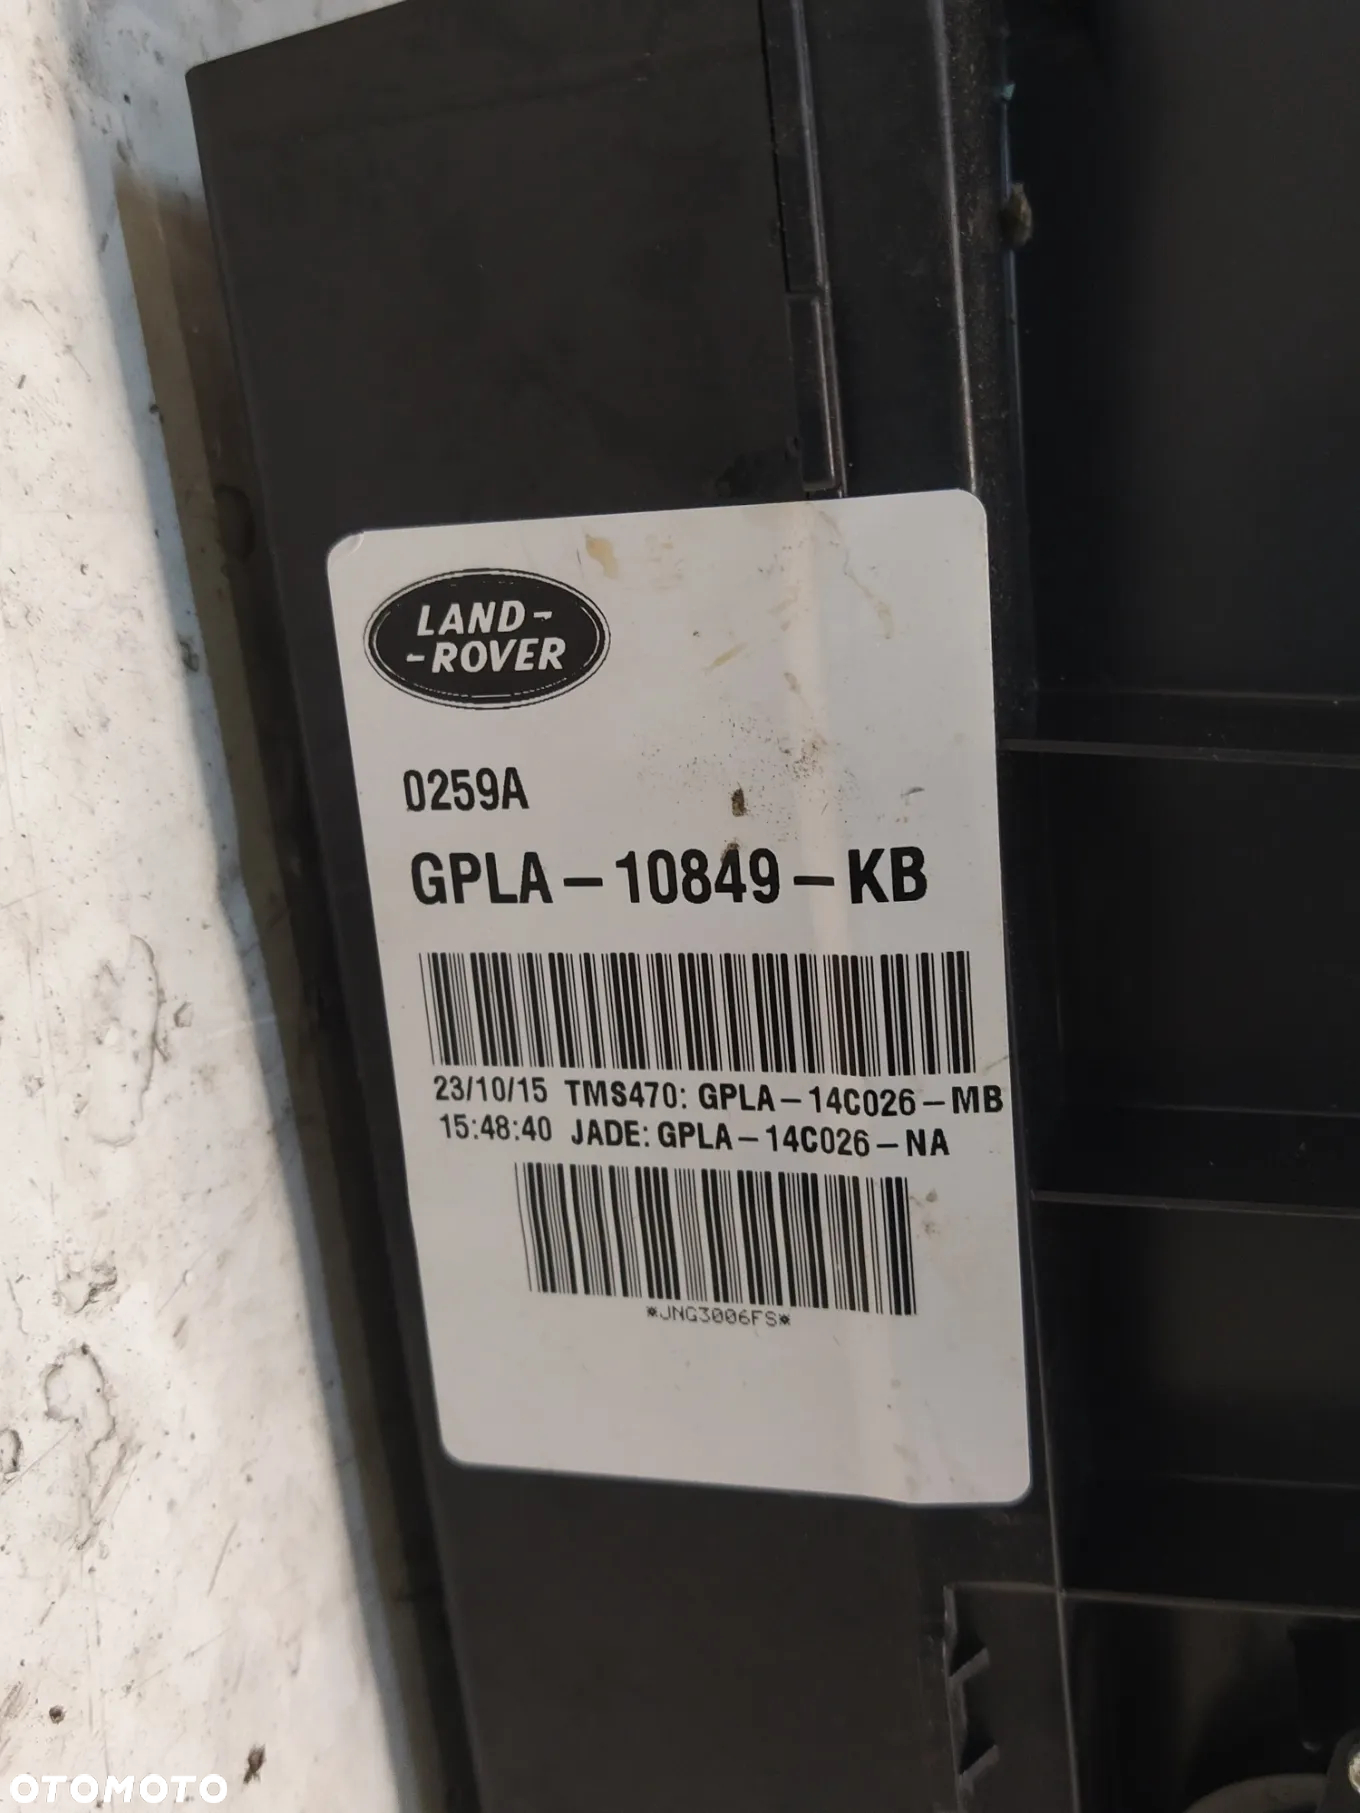 LAND-
-ROVER
0259A
GPLA-10849-KB
23/10/15 TMS470: GPLA-14C026-MB
15:48:40 JADE: GPLA-14C026-NA
*JNG3006FS*
OTOMOTO